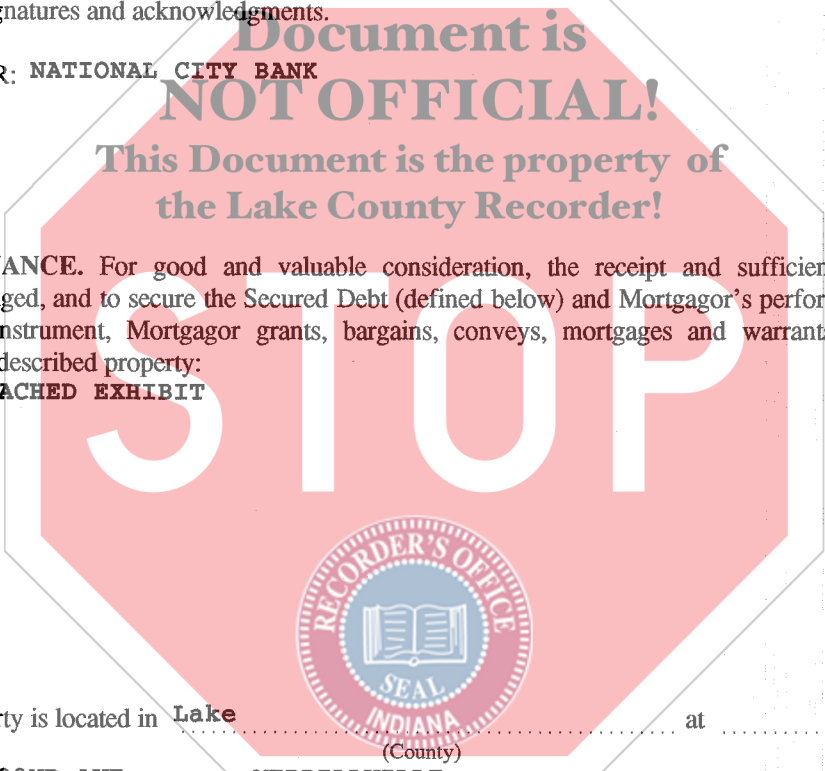 gnatures and acknowledgments.
Document is
R: NATIONAL CITY BANK
NOT OFFICIAL!
This Document is the property of
the Lake County Recorder!
ANCE. For good and valuable consideration, the receipt and sufficien
ged, and to secure the Secured Debt (defined below) and Mortgagor's perfor
nstrument, Mortgagor grants, bargains, conveys, mortgages and warrant
described property:
ACHED EXHIBIT
STOP
RECORDER'S OFFICE
SEAL
INDIANA
rty is located in Lake at
(County)